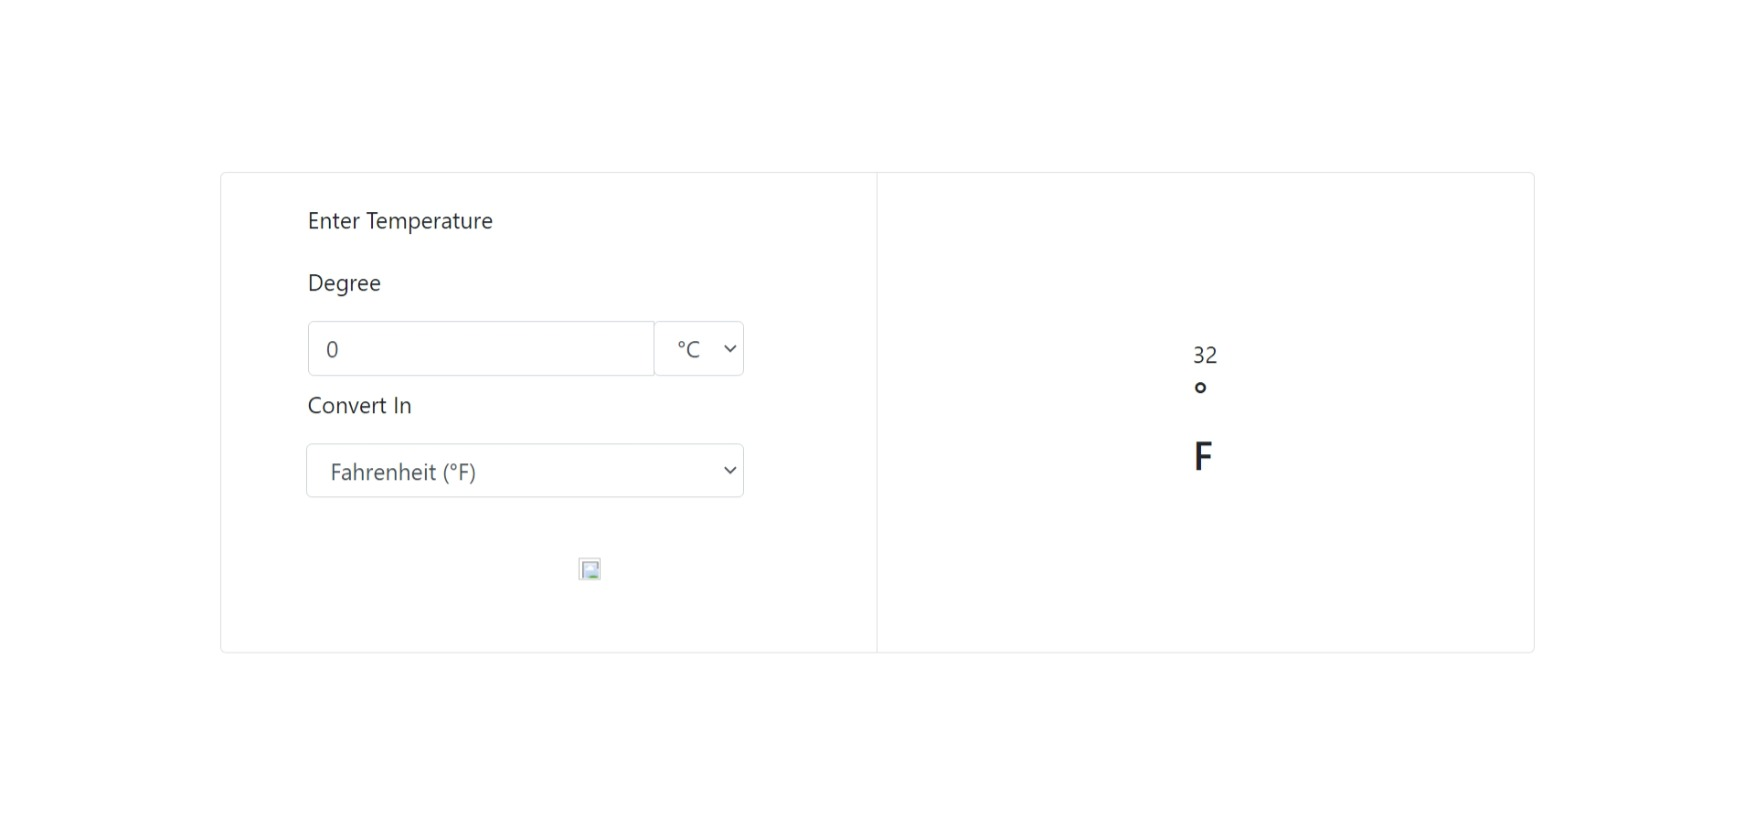 Enter Temperature
Degree
0 °C
Convert In
Fahrenheit (°F)
32
°
F